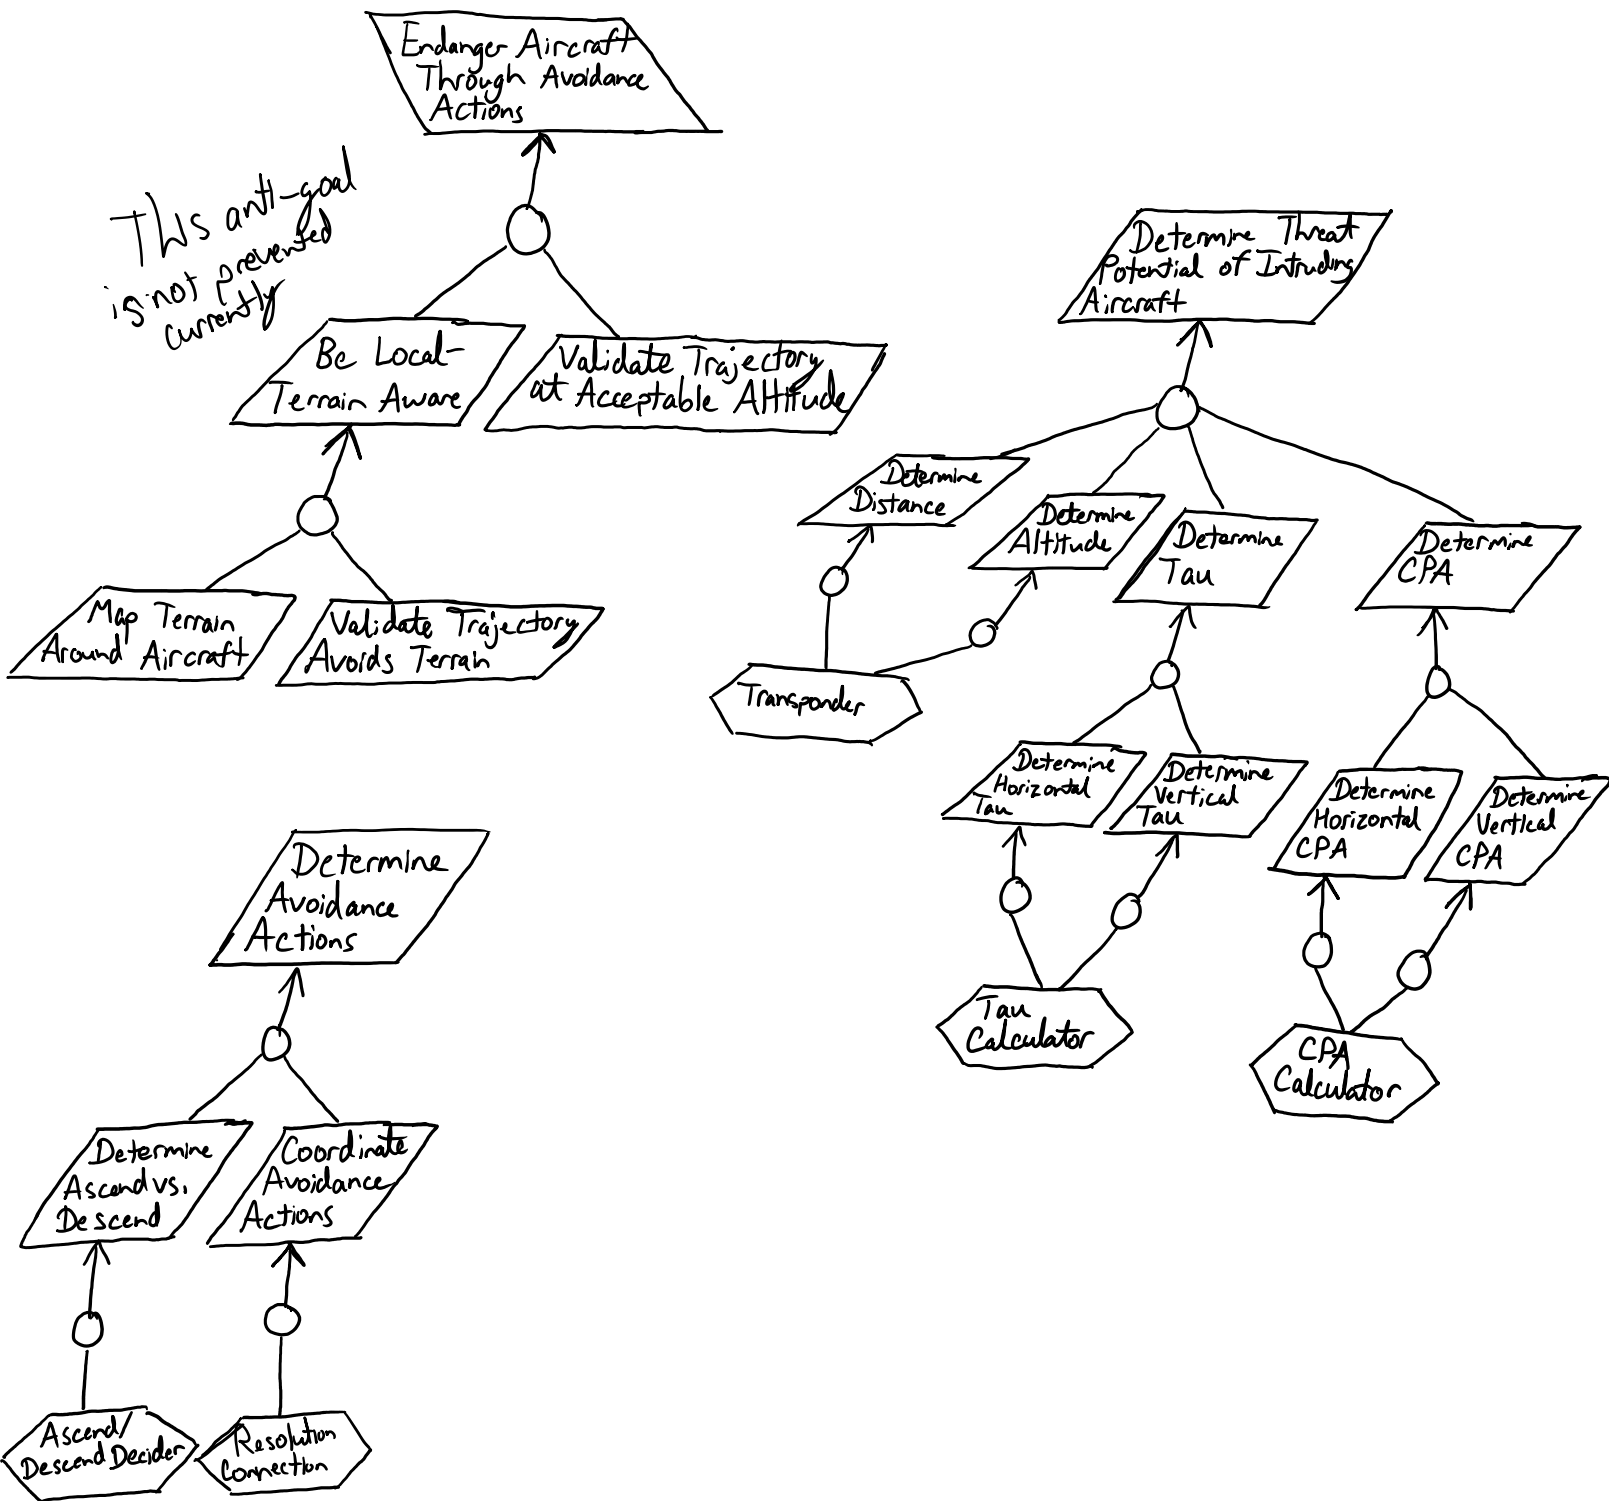 Endanger Aircraft
Through Avoidance
Actions
This anti-goal
is not prevented
currently
Be Local-
Terrain Aware
Validate Trajectory
at Acceptable Altitude
Map Terrain
Around Aircraft
Validate Trajectory
Avoids Terrain
Determine Threat
Potential of Intruding
Aircraft
Determine
Distance
Determine
Altitude
Determine
Tau
Determine
CPA
Transponder
Determine
Horizontal
Tau
Determine
Vertical
Tau
Determine
Horizontal
CPA
Determine
Vertical
CPA
Tau
Calculator
CPA
Calculator
Determine
Avoidance
Actions
Determine
Ascend vs.
Descend
Coordinate
Avoidance
Actions
Ascend/
Descend Decider
Resolution
Connection